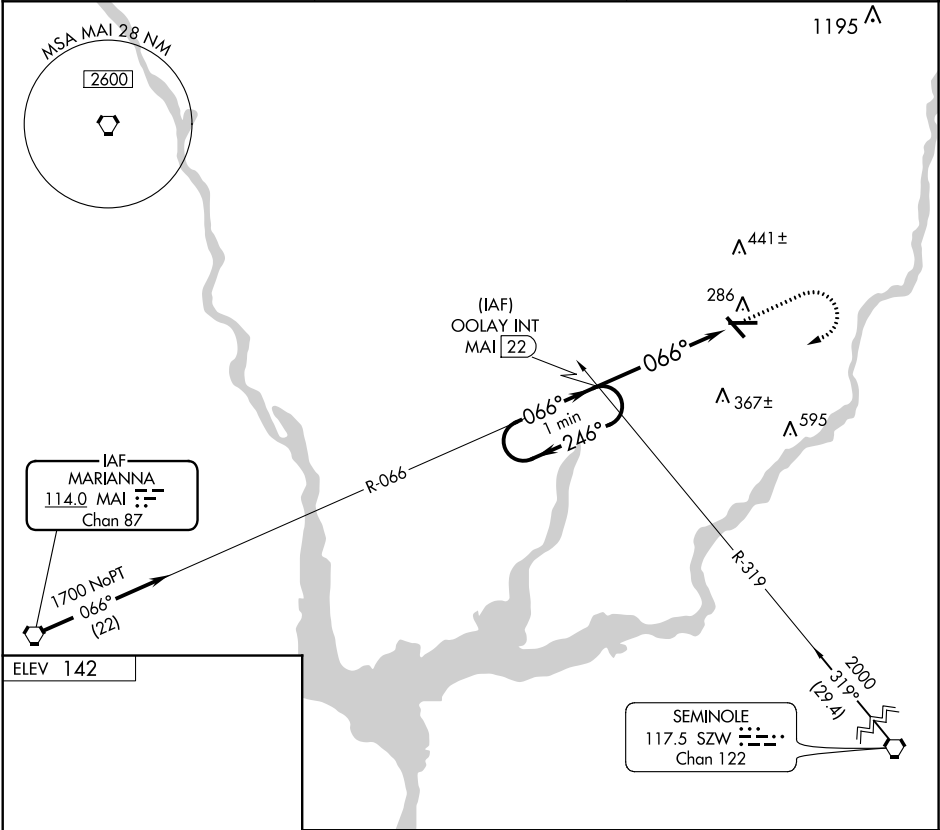 1195
MSA MAI 28 NM
2600
441±
286
(IAF)
OOLAY INT
MAI 22
066°
066°
1 min
246°
367±
595
IAF
MARIANNA
114.0 MAI
Chan 87
R-066
R-319
1700 NoPT
066°
(22)
ELEV 142
2000
319°
(29.4)
SEMINOLE
117.5 SZW
Chan 122